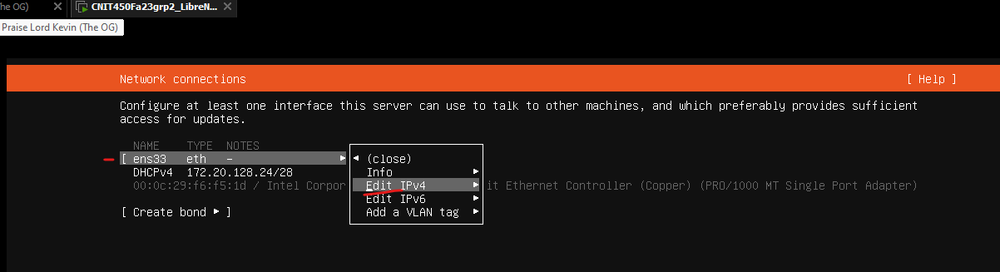 he OG) × CNIT450Fa23grp2_LibreN... ×
Praise Lord Kevin (The OG)
Network connections [ Help ]
Configure at least one interface this server can use to talk to other machines, and which preferably provides sufficient
access for updates.
NAME TYPE NOTES
[ ens33 eth - ▸ ◂ (close)
DHCPv4 172.20.128.24/28 Info ▸
00:0c:29:f6:f5:1d / Intel Corpor Edit IPv4 ▸ it Ethernet Controller (Copper) (PRO/1000 MT Single Port Adapter)
Edit IPv6 ▸
[ Create bond ▸ ] Add a VLAN tag ▸